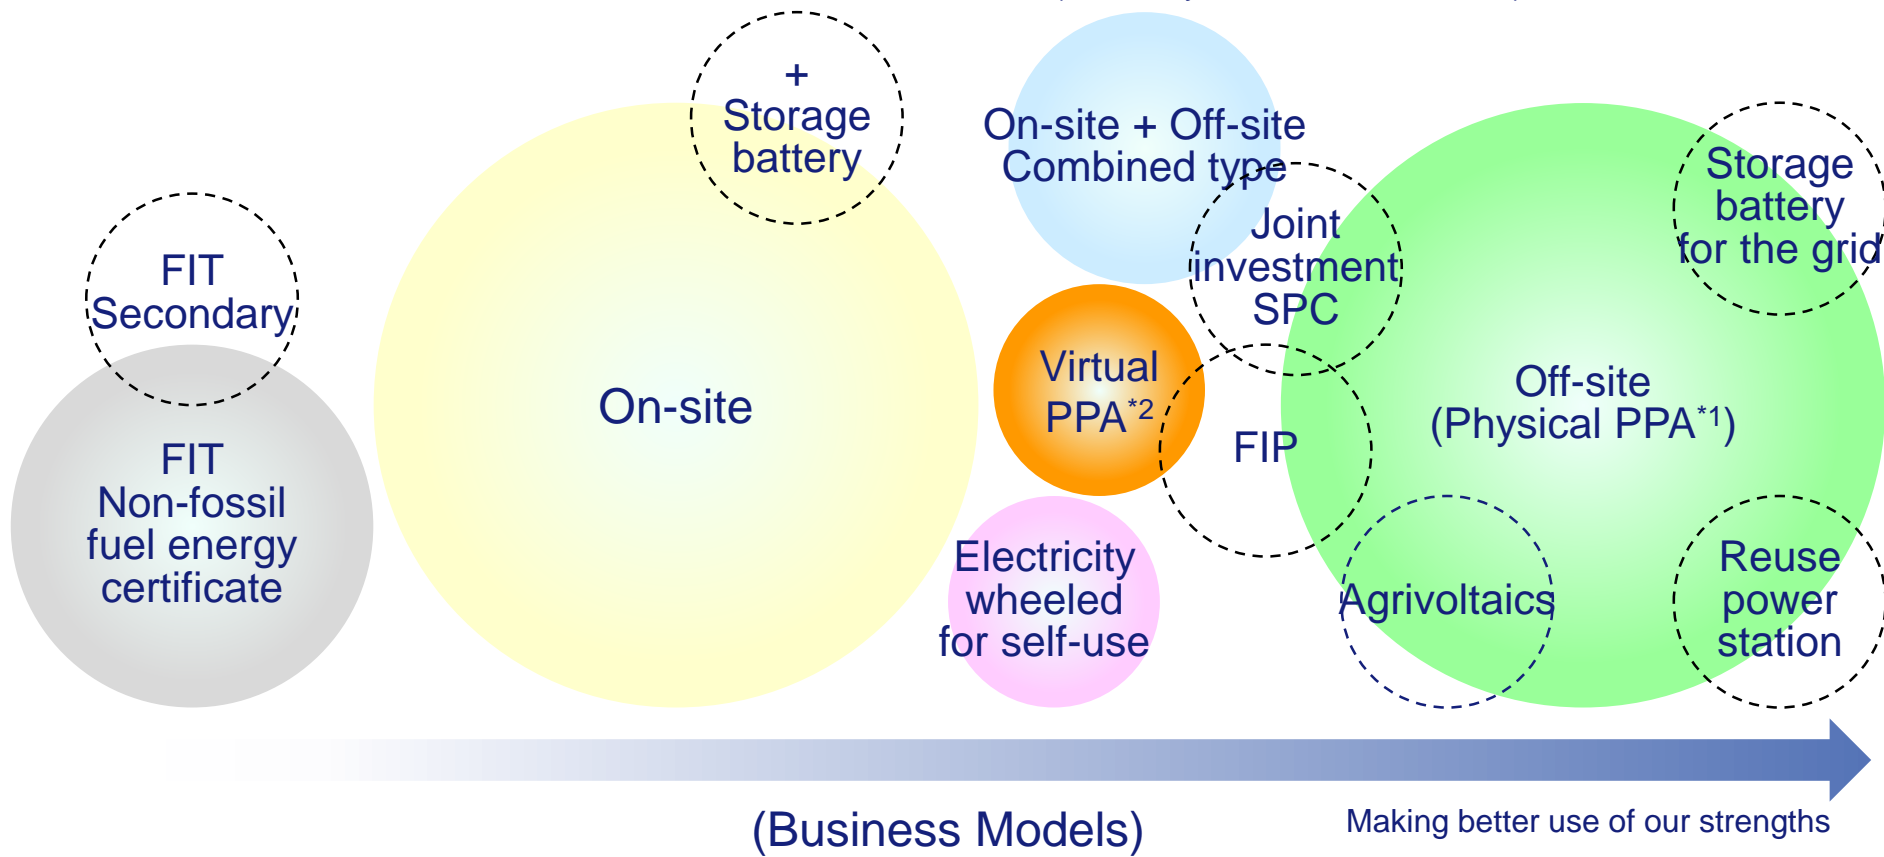 +
Storage
battery
On-site + Off-site
Combined type
Storage
battery
for the grid
Joint
investment
SPC
FIT
Secondary
On-site
Virtual
PPA*2
FIP
Off-site
(Physical PPA*1)
FIT
Non-fossil
fuel energy
certificate
Electricity
wheeled
for self-use
Agrivoltaics
Reuse
power
station
(Business Models)
Making better use of our strengths